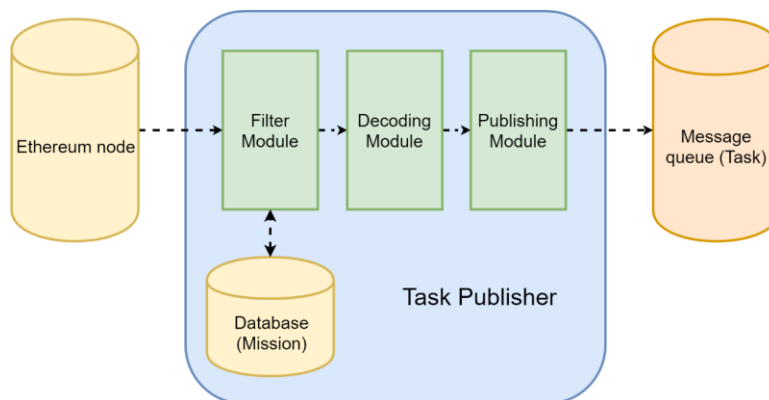 Ethereum node
Filter
Module
Decoding
Module
Publishing
Module
Message
queue (Task)
Database
(Mission)
Task Publisher